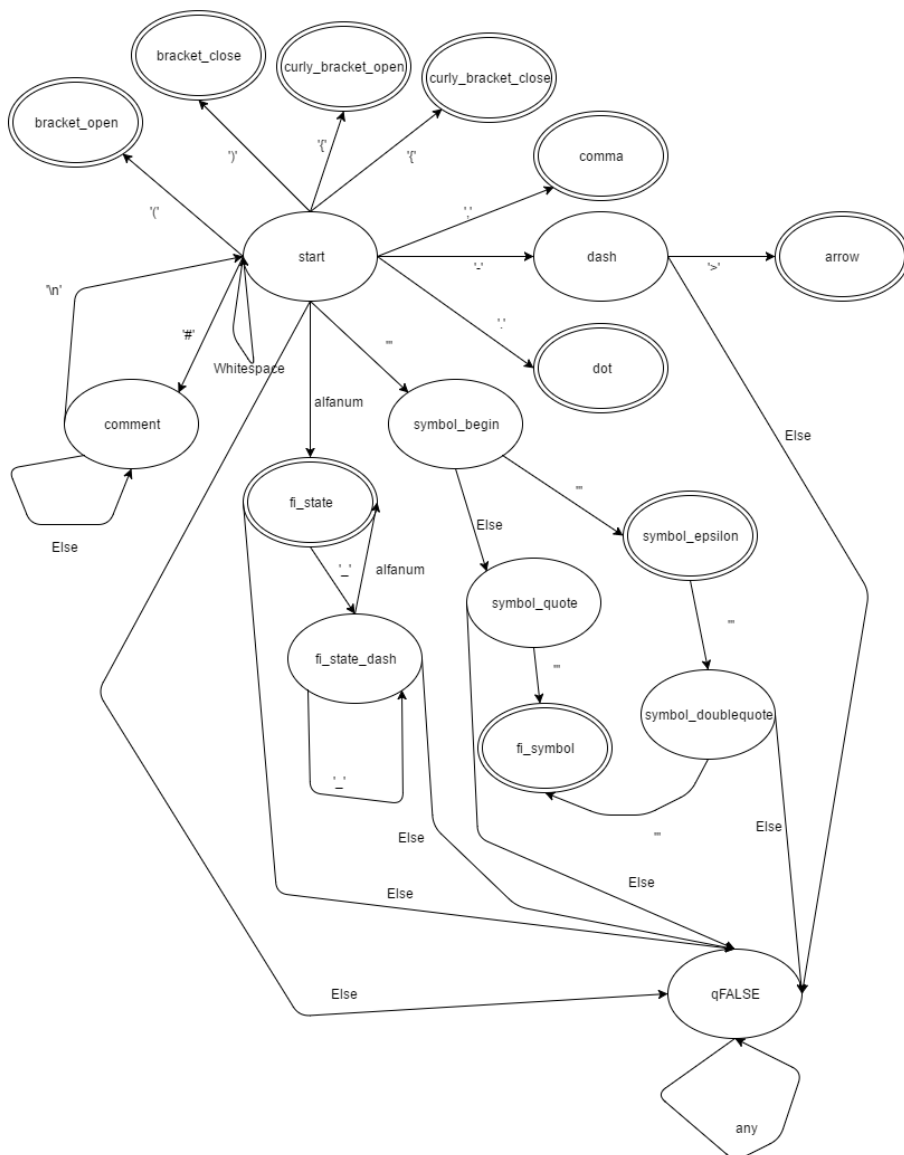 bracket_close
curly_bracket_open
curly_bracket_close
bracket_open
comma
')'
'{'
'{'
'('
','
start
'-'
dash
'>'
arrow
'\n'
'#'
'.'
Whitespace
'''
dot
alfanum
comment
symbol_begin
Else
'''
fi_state
Else
symbol_epsilon
Else
'_'
alfanum
symbol_quote
'''
fi_state_dash
'''
symbol_doublequote
fi_symbol
'_'
Else
'''
Else
Else
Else
Else
qFALSE
any